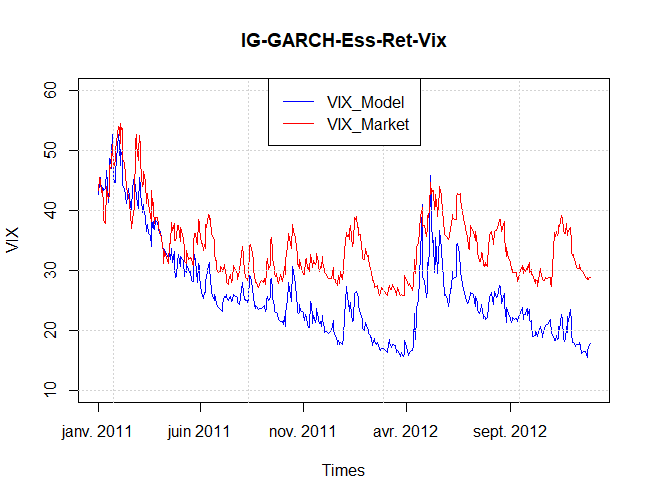 IG-GARCH-Ess-Ret-Vix
VIX_Model
VIX_Market
VIX
60
50
40
30
20
10
janv. 2011
juin 2011
nov. 2011
avr. 2012
sept. 2012
Times